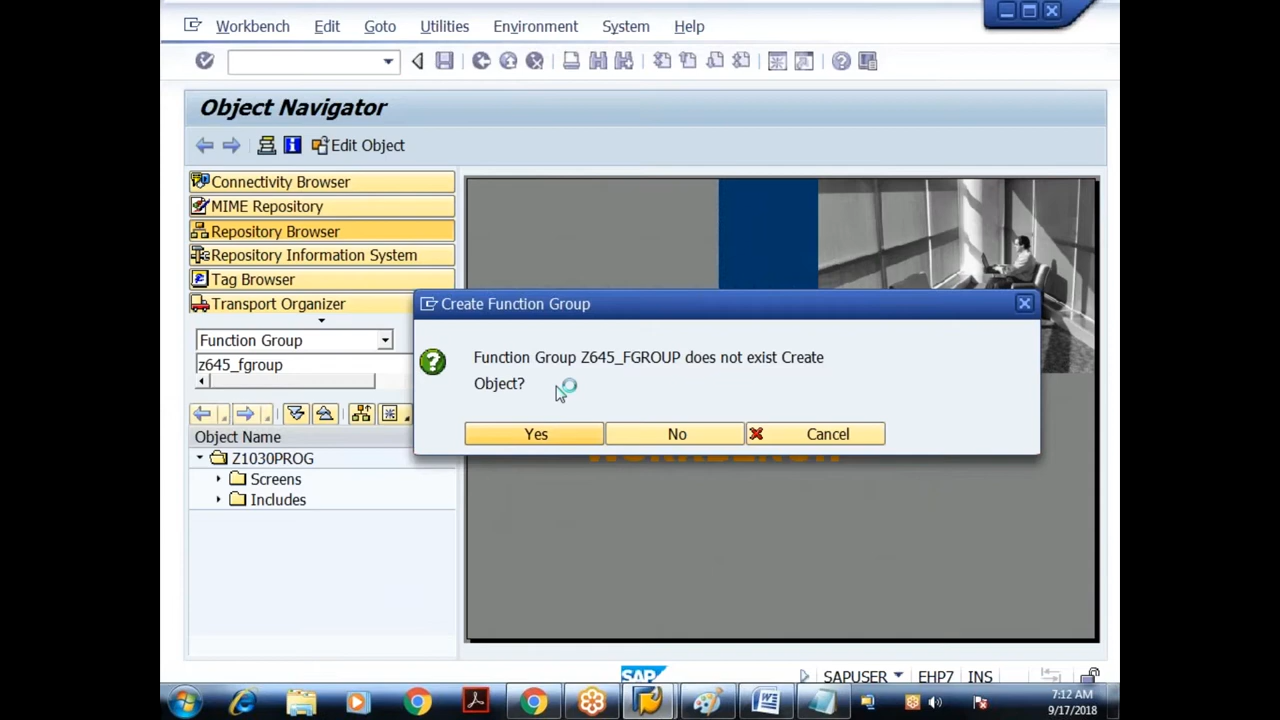 Workbench Edit Goto Utilities Environment System Help
Object Navigator
Edit Object
Connectivity Browser
MIME Repository
Repository Browser
Repository Information System
Tag Browser
Transport Organizer
Function Group
z645_fgroup
Object Name
Z1030PROG
Screens
Includes
Create Function Group
Function Group Z645_FGROUP does not exist Create
Object?
Yes No Cancel
SAP SAPUSER EHP7 INS
7:12 AM
9/17/2018